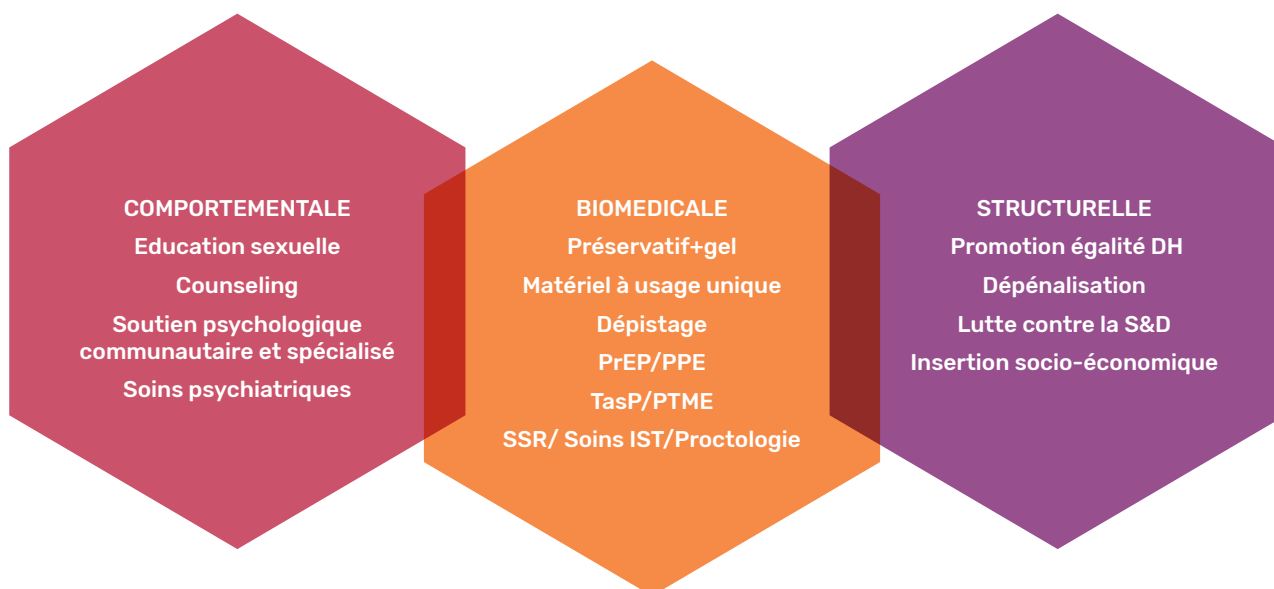 COMPORTEMENTALE
Education sexuelle
Counseling
Soutien psychologique
communautaire et spécialisé
Soins psychiatriques
BIOMEDICALE
Préservatif+gel
Matériel à usage unique
Dépistage
PrEP/PPE
TasP/PTME
SSR/ Soins IST/Proctologie
STRUCTURELLE
Promotion égalité DH
Dépénalisation
Lutte contre la S&D
Insertion socio-économique